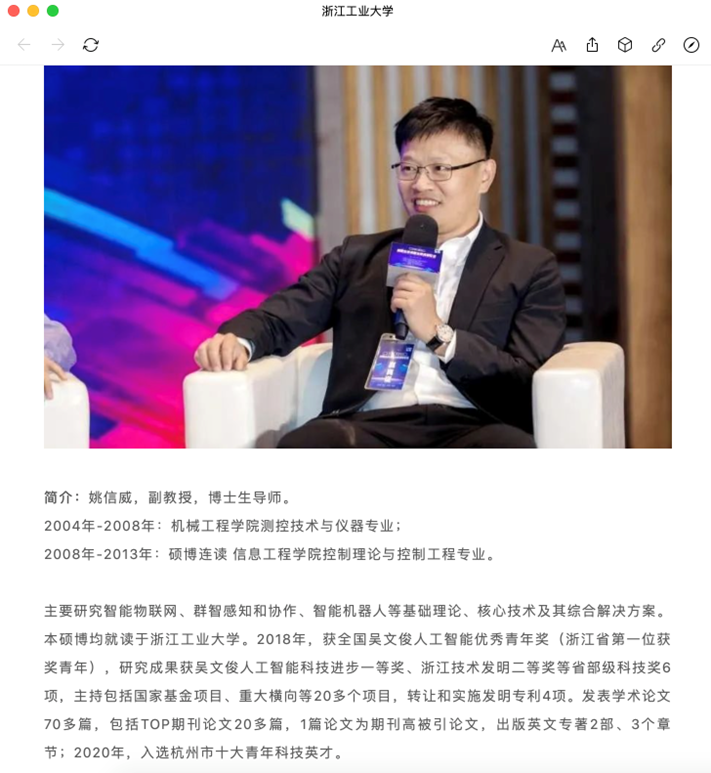 浙江工业大学
简介：姚信威，副教授，博士生导师。
2004年-2008年：机械工程学院测控技术与仪器专业；
2008年-2013年：硕博连读 信息工程学院控制理论与控制工程专业。
主要研究智能物联网、群智感知和协作、智能机器人等基础理论、核心技术及其综合解决方案。
本硕博均就读于浙江工业大学。2018年，获全国吴文俊人工智能优秀青年奖（浙江省第一位获
奖青年），研究成果获吴文俊人工智能科技进步一等奖、浙江技术发明二等奖等省部级科技奖6
项，主持包括国家基金项目、重大横向等20多个项目，转让和实施发明专利4项。发表学术论文
70多篇，包括TOP期刊论文20多篇，1篇论文为期刊高被引论文，出版英文专著2部、3个章
节；2020年，入选杭州市十大青年科技英才。